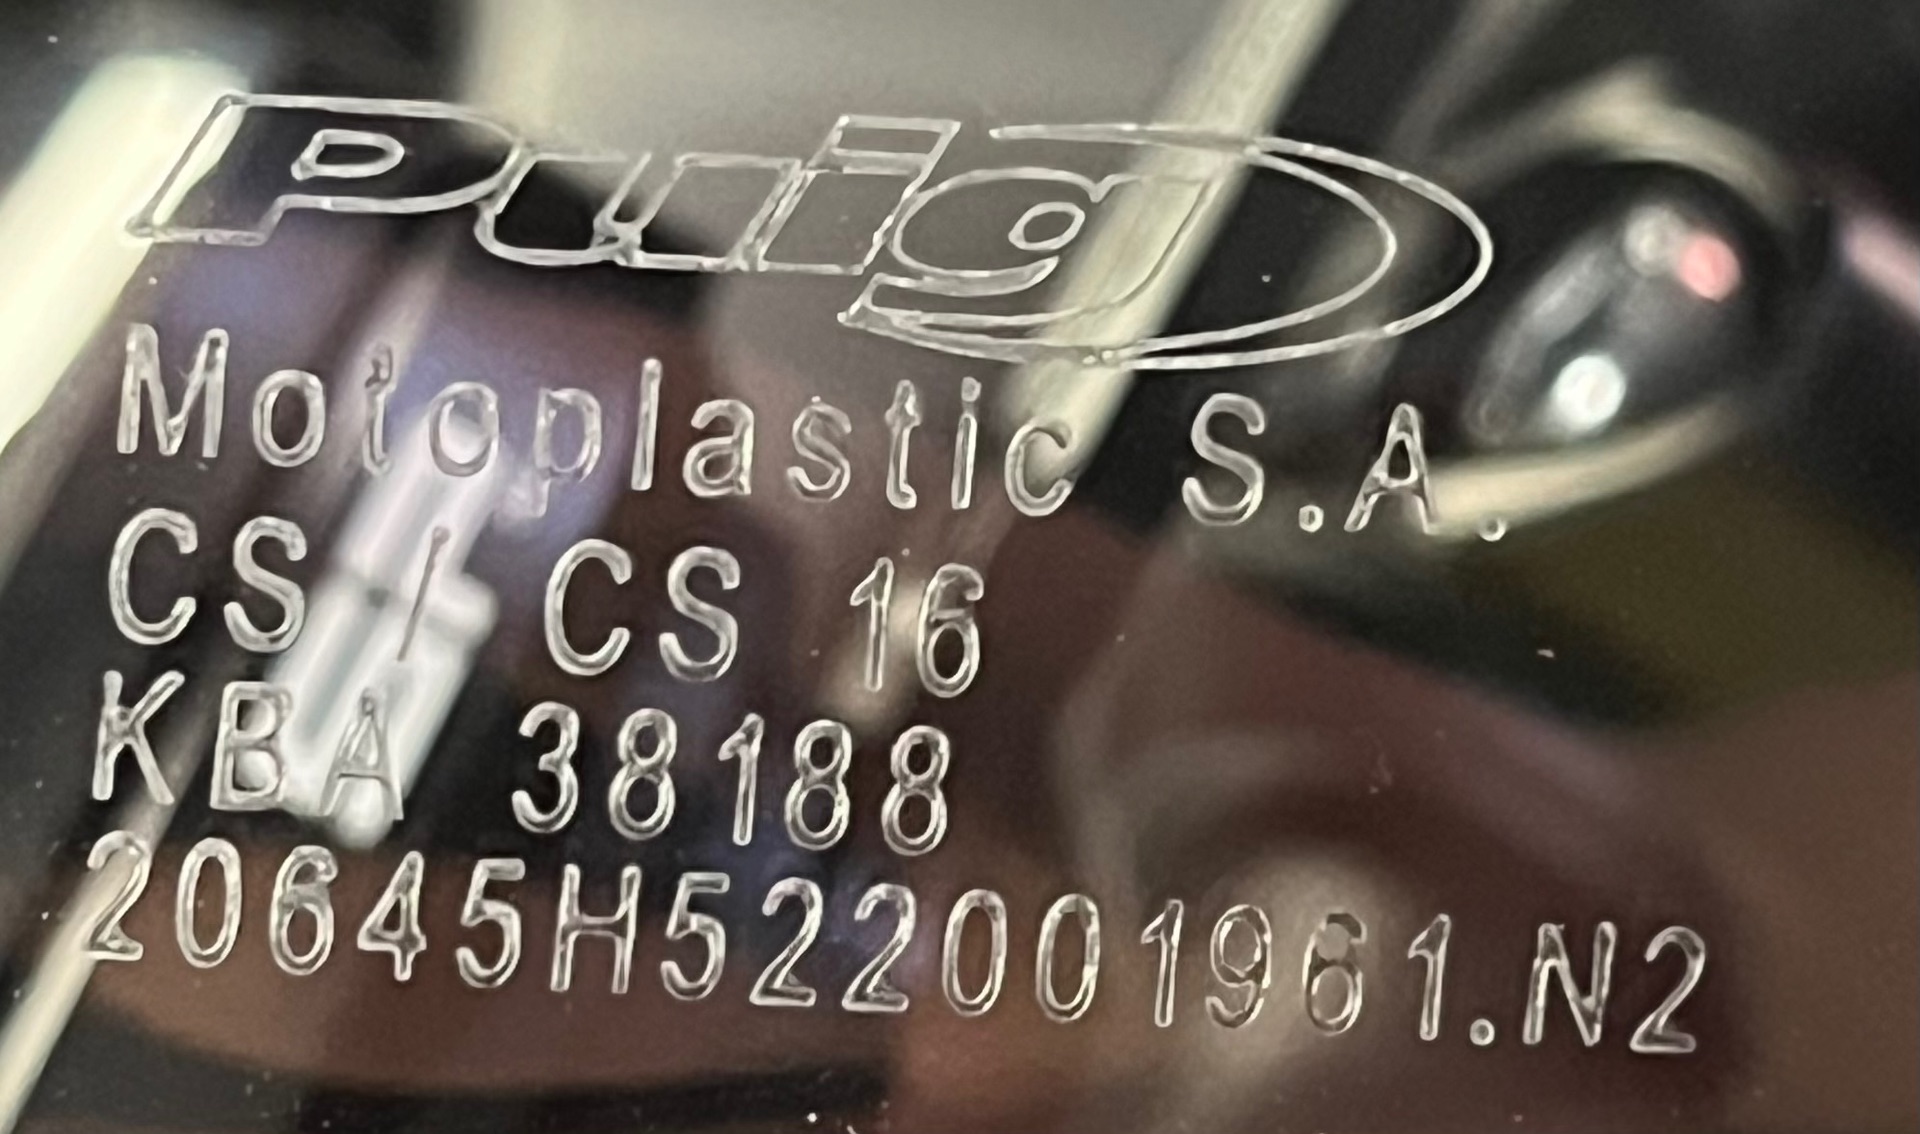 Puig
Motoplastic S.A.
CS / CS 16
KBA 38188
20645H522001961.N2